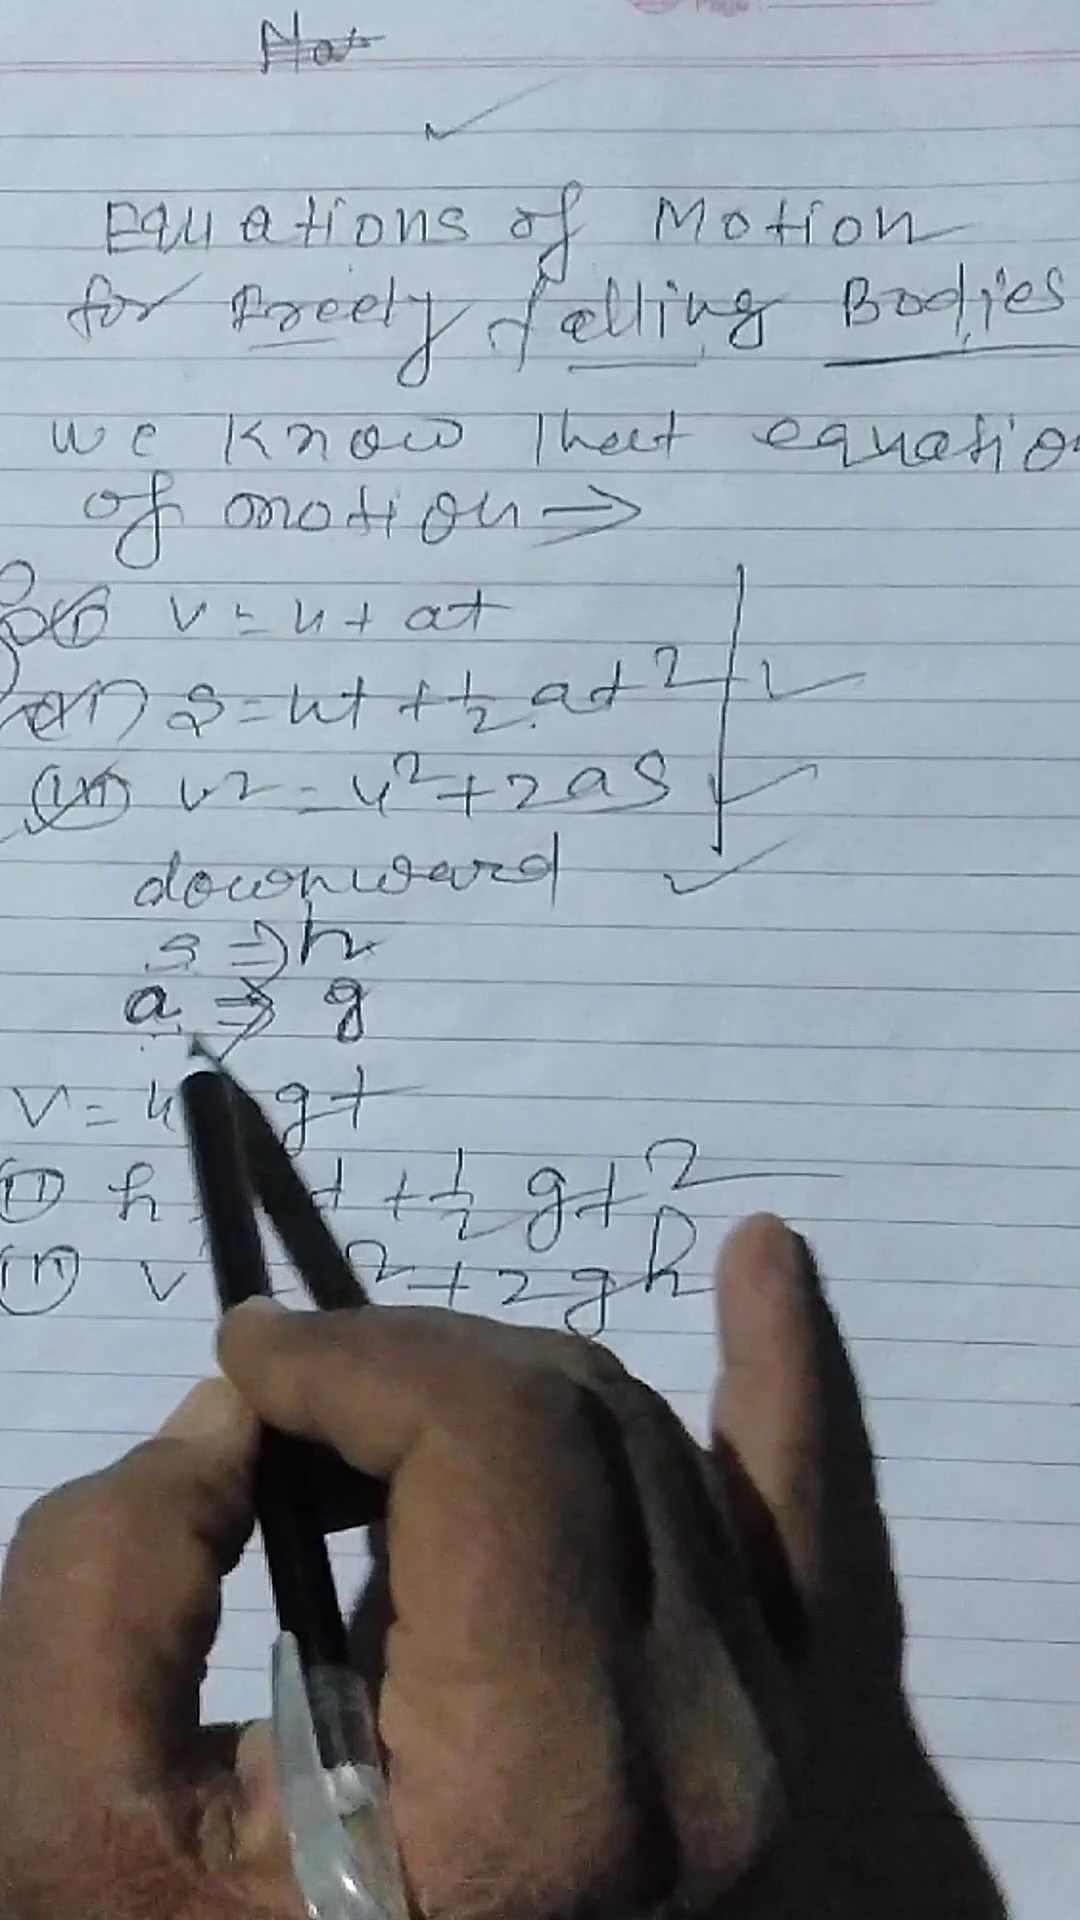 Page :
Equations of Motion
for Freely falling Bodies
we know that equation
of motion →
(i) v = u + at
(ii) S = ut + 1/2 at²
(iii) v² = u² + 2aS
downward
s ⇒ h
a ⇒ g
v = u gt
(ii) h t + 1/2 gt²
(iii) v ² + 2gh